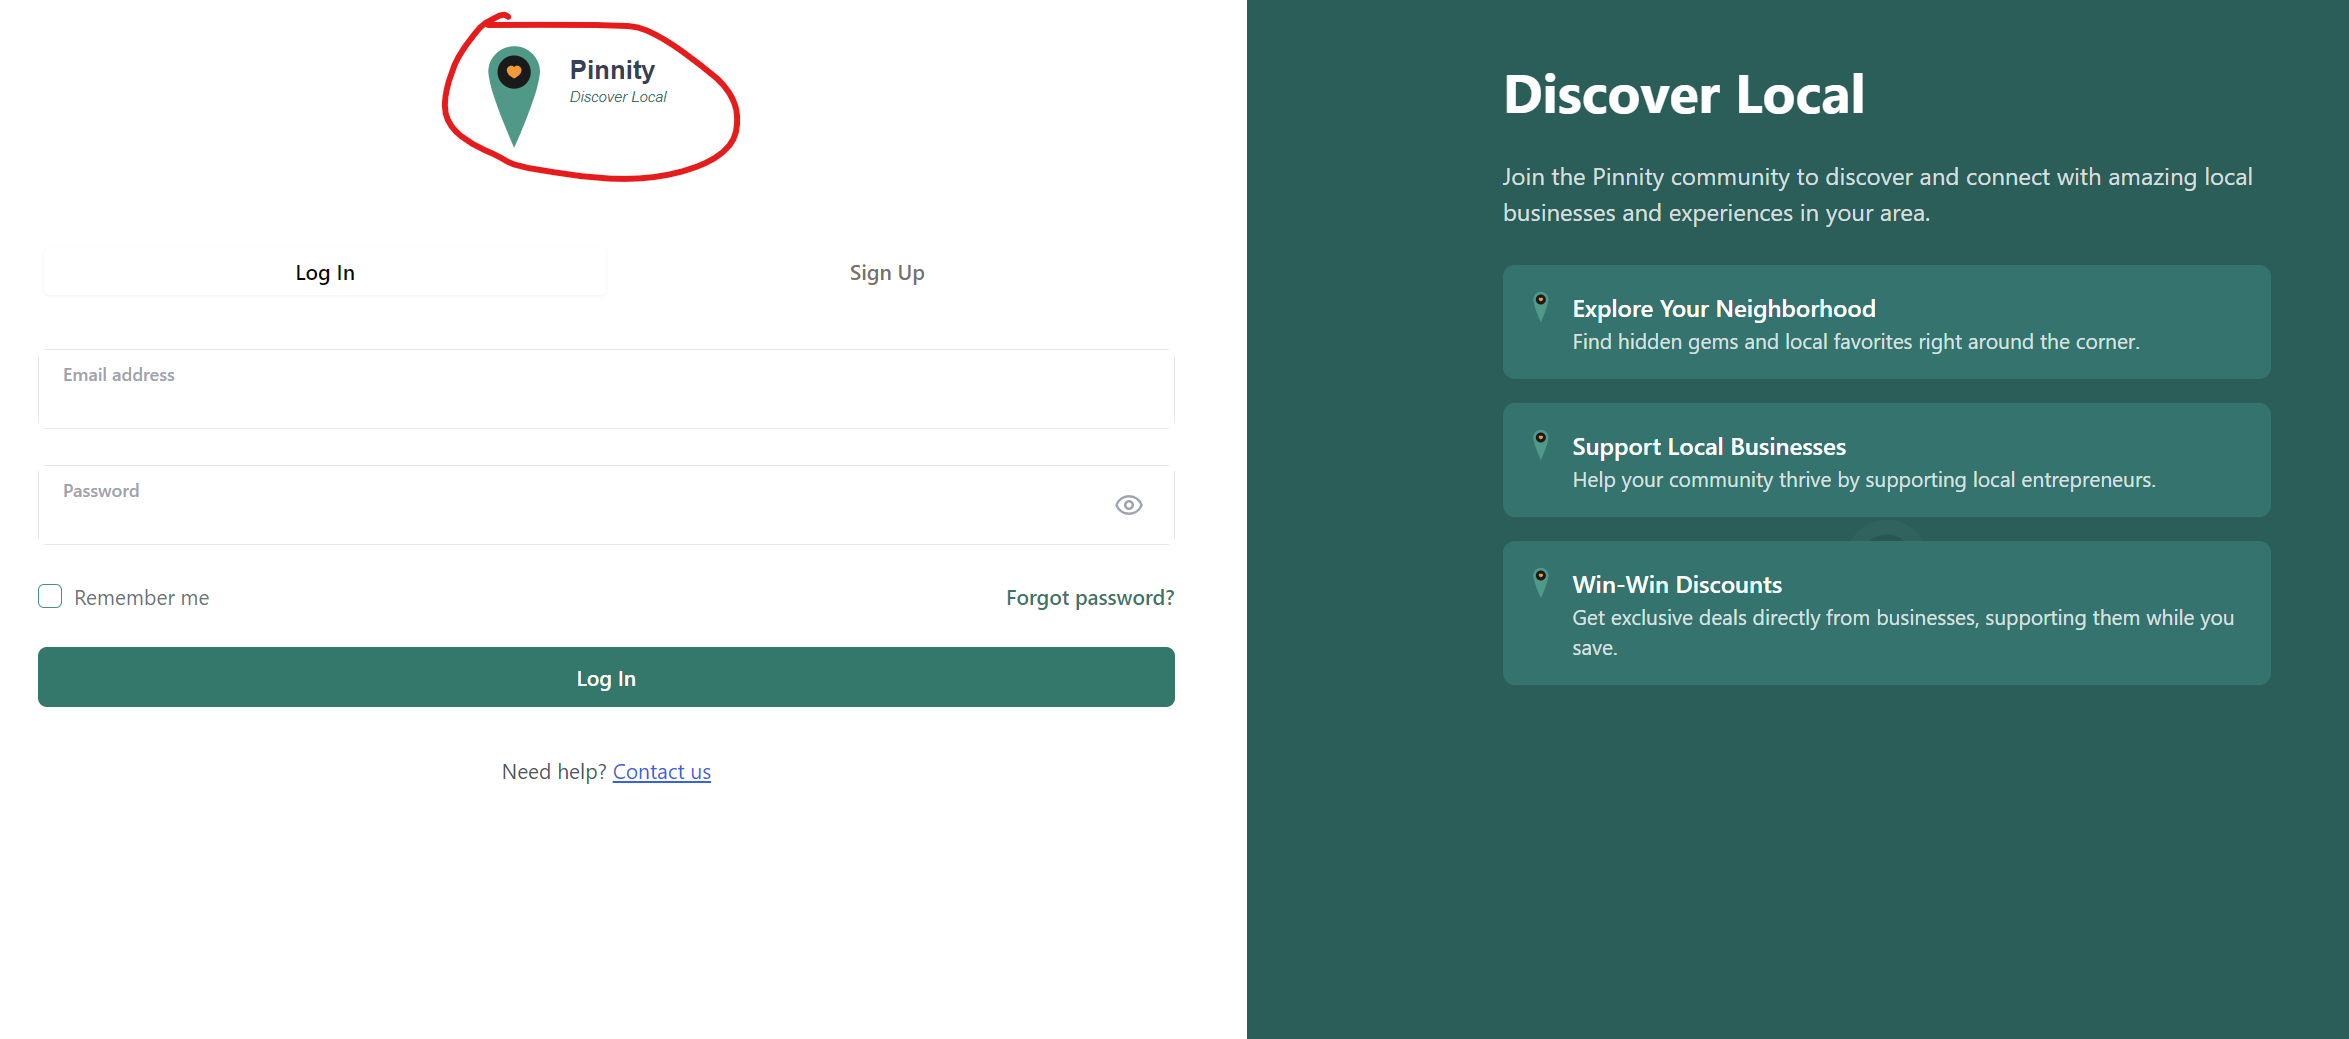 Pinnity
Discover Local
Log In
Sign Up
Email address
Password
Remember me
Forgot password?
Log In
Need help? Contact us
Discover Local
Join the Pinnity community to discover and connect with amazing local
businesses and experiences in your area.
Explore Your Neighborhood
Find hidden gems and local favorites right around the corner.
Support Local Businesses
Help your community thrive by supporting local entrepreneurs.
Win-Win Discounts
Get exclusive deals directly from businesses, supporting them while you
save.